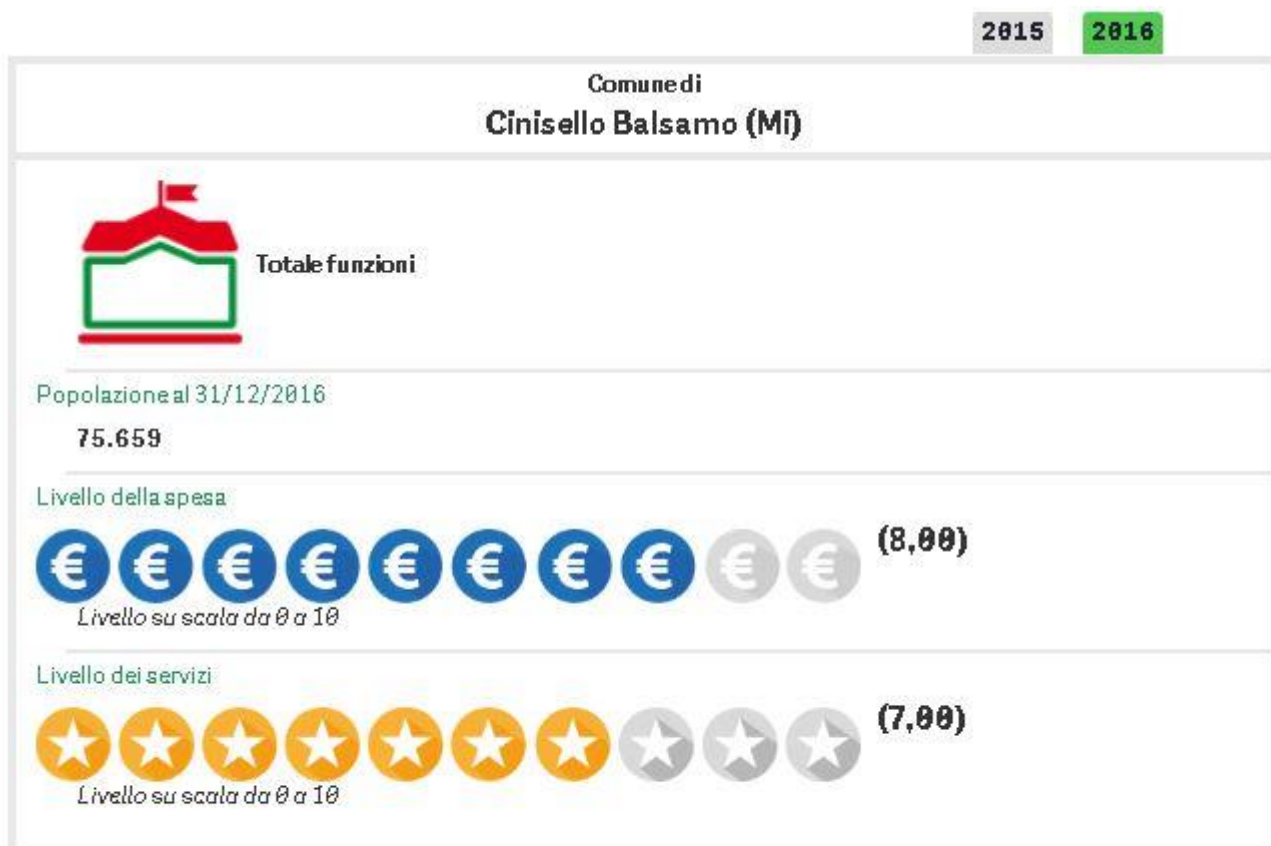 2015 2016
Comune di
Cinisello Balsamo (Mi)
Totale funzioni
Popolazione al 31/12/2016
75.659
Livello della spesa
€ € € € € € € € € € (8,00)
Livello su scala da 0 a 10
Livello dei servizi
(7,00)
Livello su scala da 0 a 10